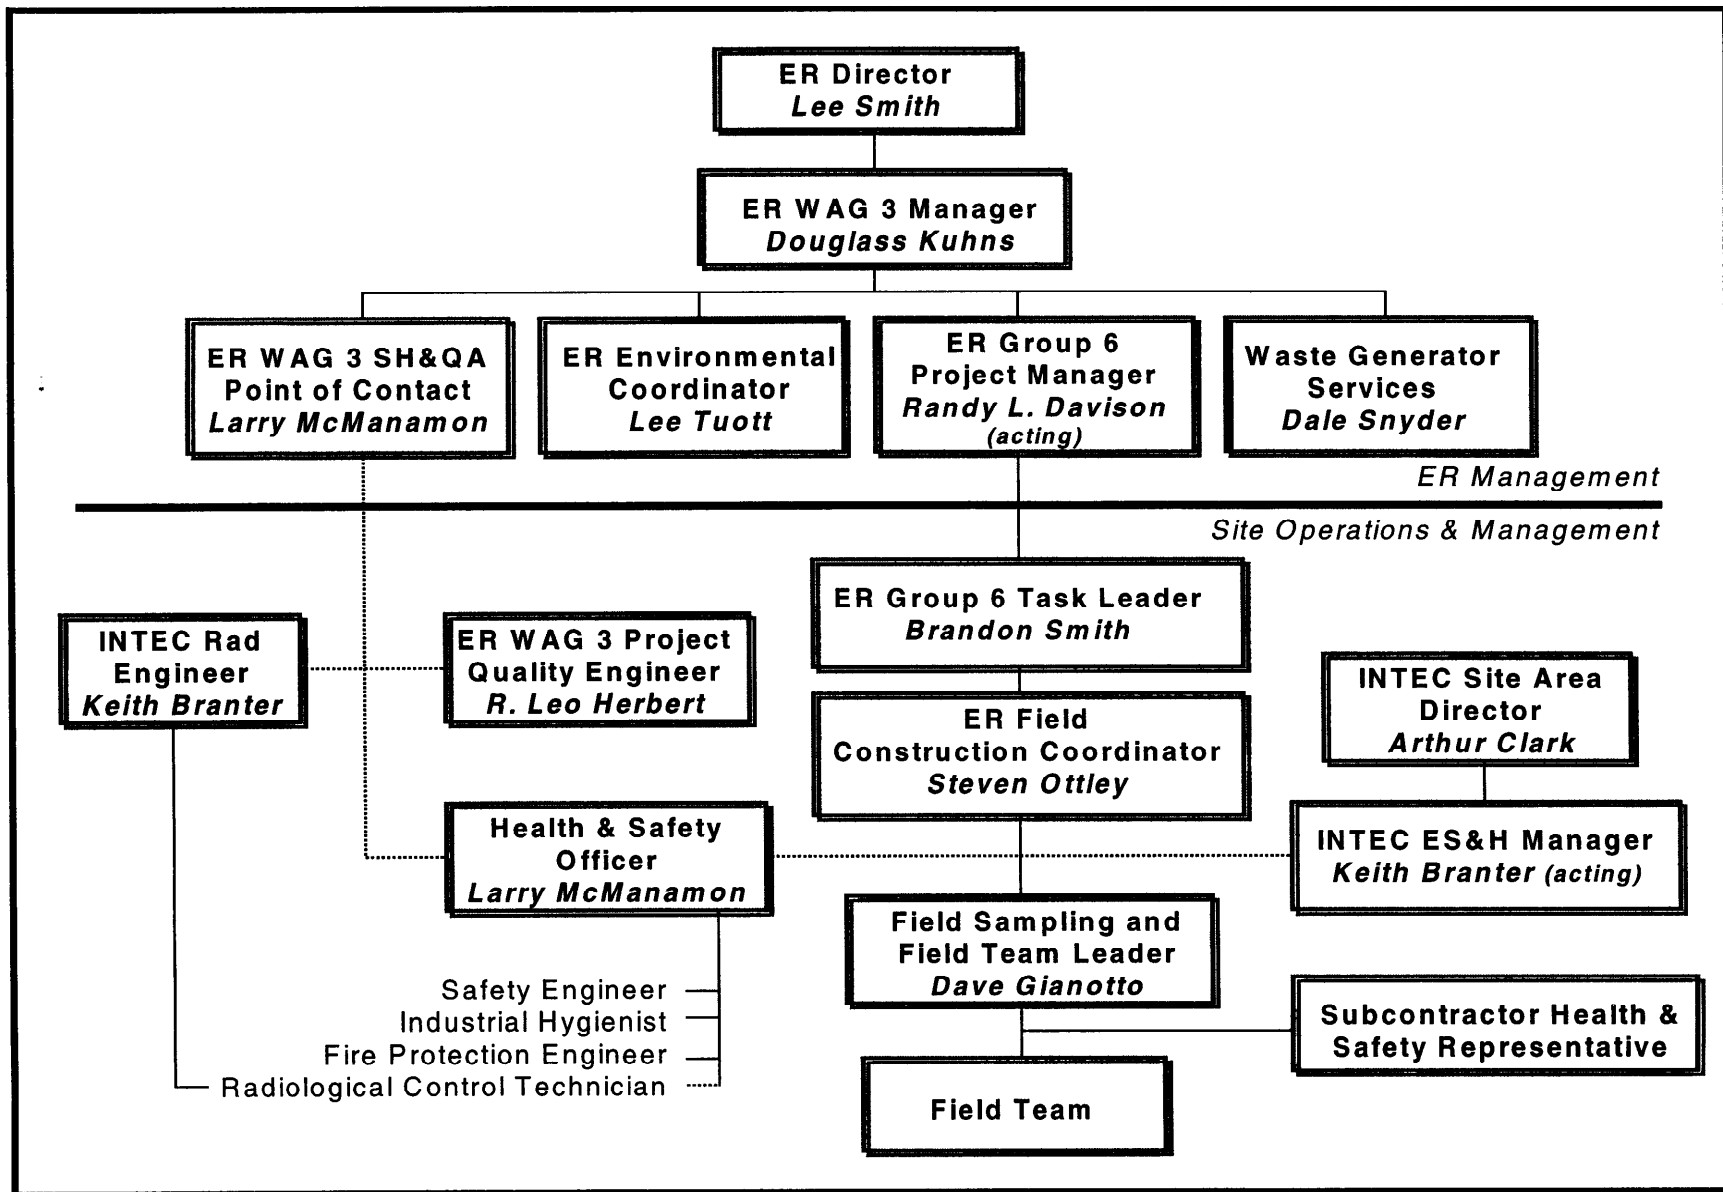 ER Director
Lee Smith
ER WAG 3 Manager
Douglass Kuhns
ER WAG 3 SH&QA
Point of Contact
Larry McManamon
ER Environmental
Coordinator
Lee Tuott
ER Group 6
Project Manager
Randy L. Davison
(acting)
Waste Generator
Services
Dale Snyder
ER Management
Site Operations & Management
ER Group 6 Task Leader
Brandon Smith
INTEC Rad
Engineer
Keith Branter
ER WAG 3 Project
Quality Engineer
R. Leo Herbert
INTEC Site Area
Director
Arthur Clark
ER Field
Construction Coordinator
Steven Ottley
Health & Safety
Officer
Larry McManamon
INTEC ES&H Manager
Keith Branter (acting)
Field Sampling and
Field Team Leader
Dave Gianotto
Safety Engineer
Industrial Hygienist
Fire Protection Engineer
Radiological Control Technician
Subcontractor Health &
Safety Representative
Field Team